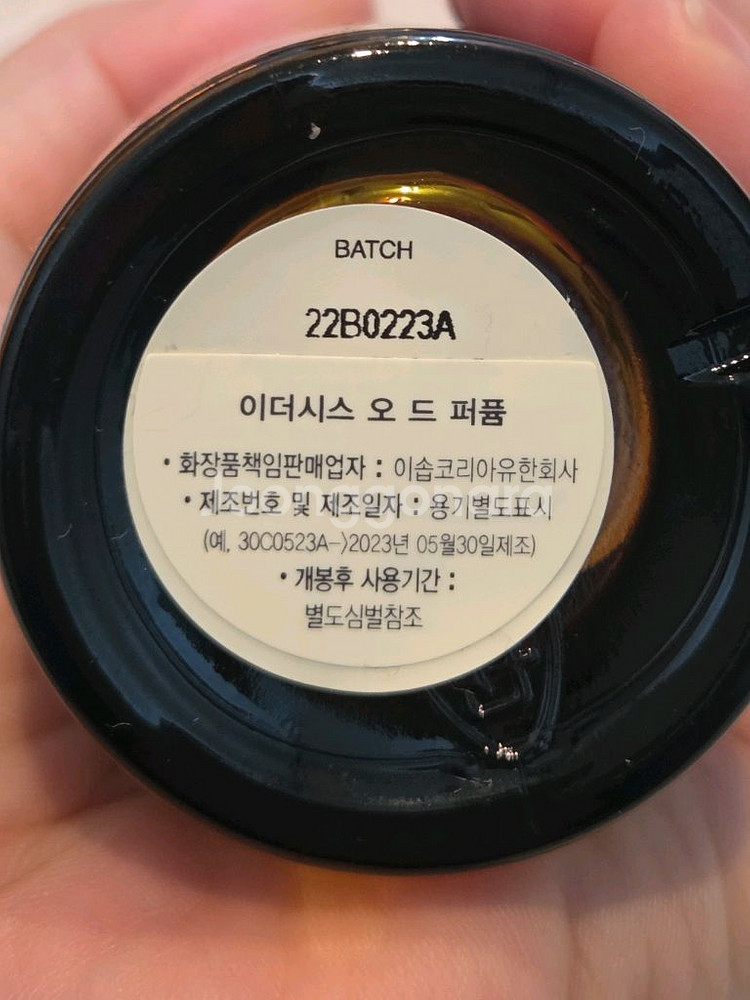 BATCH
22B0223A
이더시스 오 드 퍼퓸
• 화장품책임판매업자 : 이솝코리아유한회사
• 제조번호 및 제조일자 : 용기별도표시
(예, 30C0523A->2023년 05월30일제조)
• 개봉후 사용기간 :
별도심벌참조